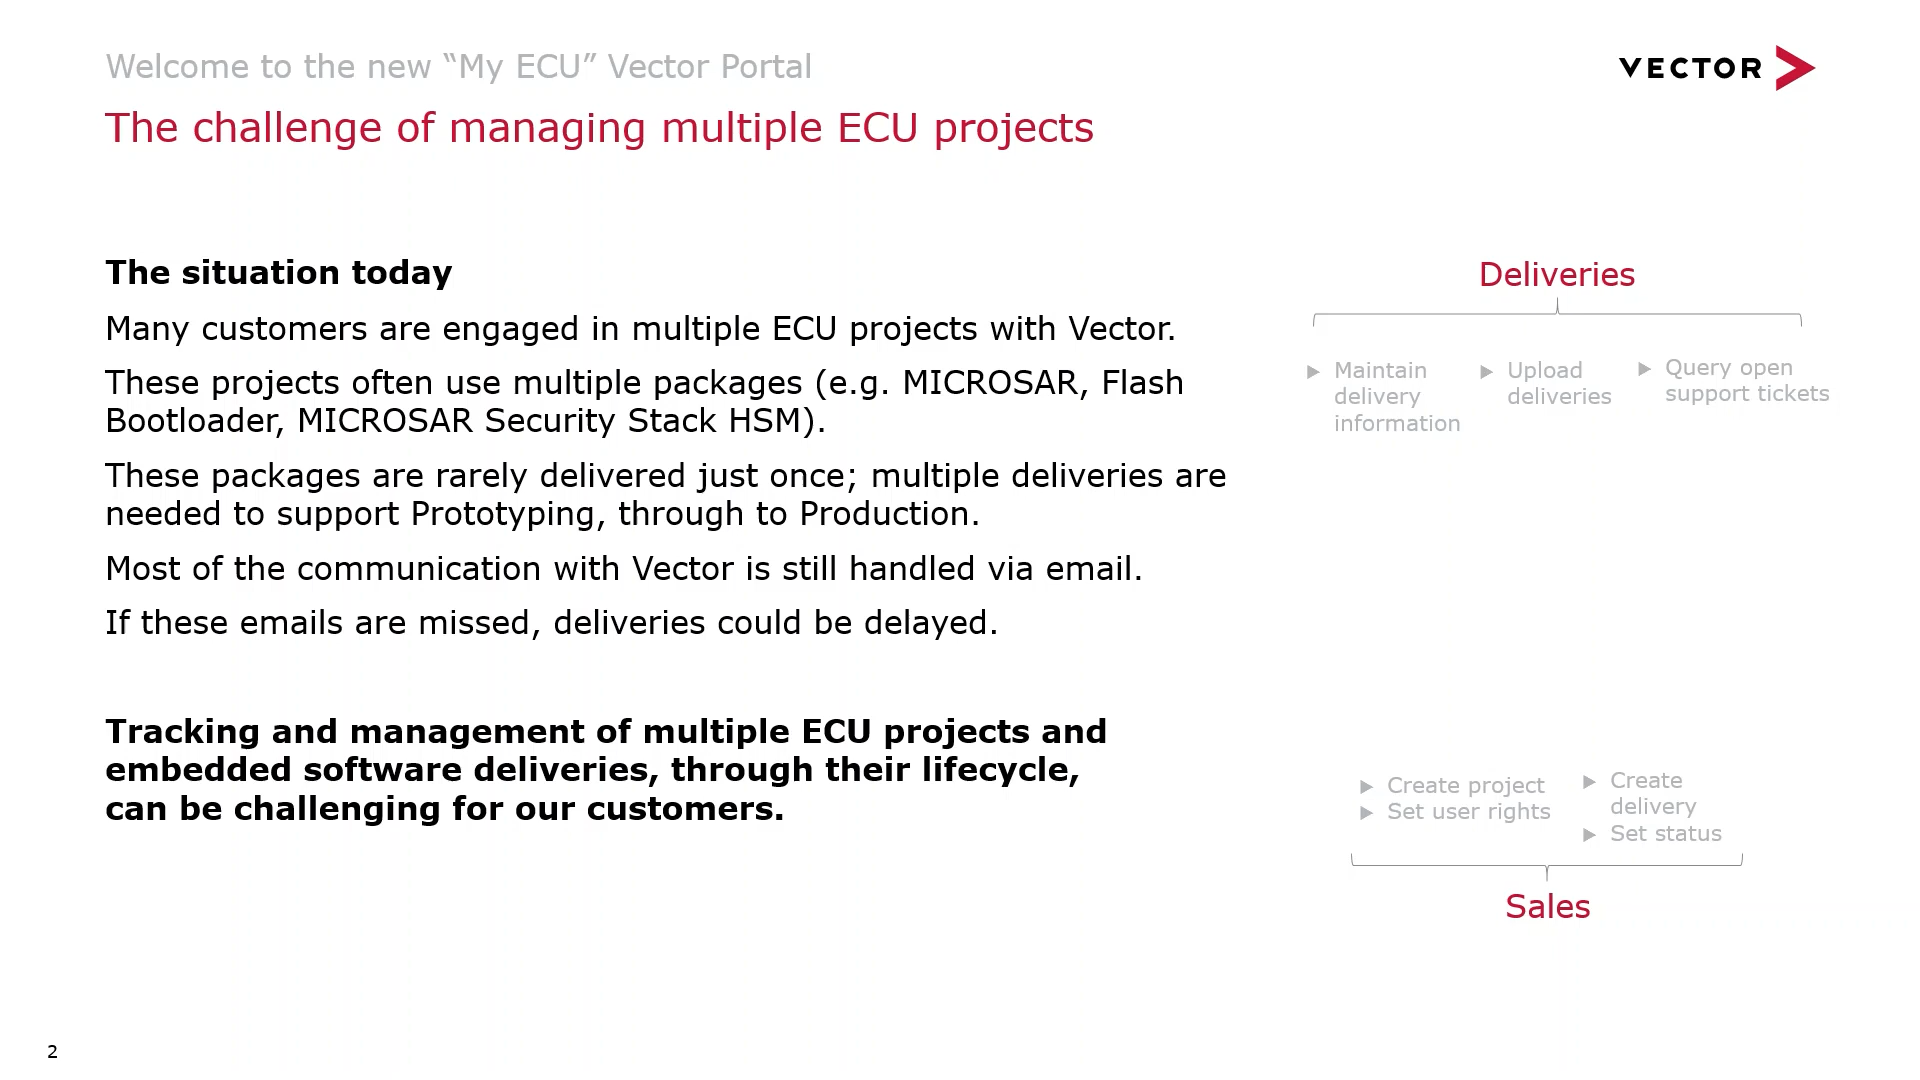 Welcome to the new “My ECU” Vector Portal
VECTOR
The challenge of managing multiple ECU projects
The situation today
Many customers are engaged in multiple ECU projects with Vector.
These projects often use multiple packages (e.g. MICROSAR, Flash
Bootloader, MICROSAR Security Stack HSM).
These packages are rarely delivered just once; multiple deliveries are
needed to support Prototyping, through to Production.
Most of the communication with Vector is still handled via email.
If these emails are missed, deliveries could be delayed.
Tracking and management of multiple ECU projects and
embedded software deliveries, through their lifecycle,
can be challenging for our customers.
Deliveries
Maintain
delivery
information
Upload
deliveries
Query open
support tickets
Create project
Set user rights
Create
delivery
Set status
Sales
2